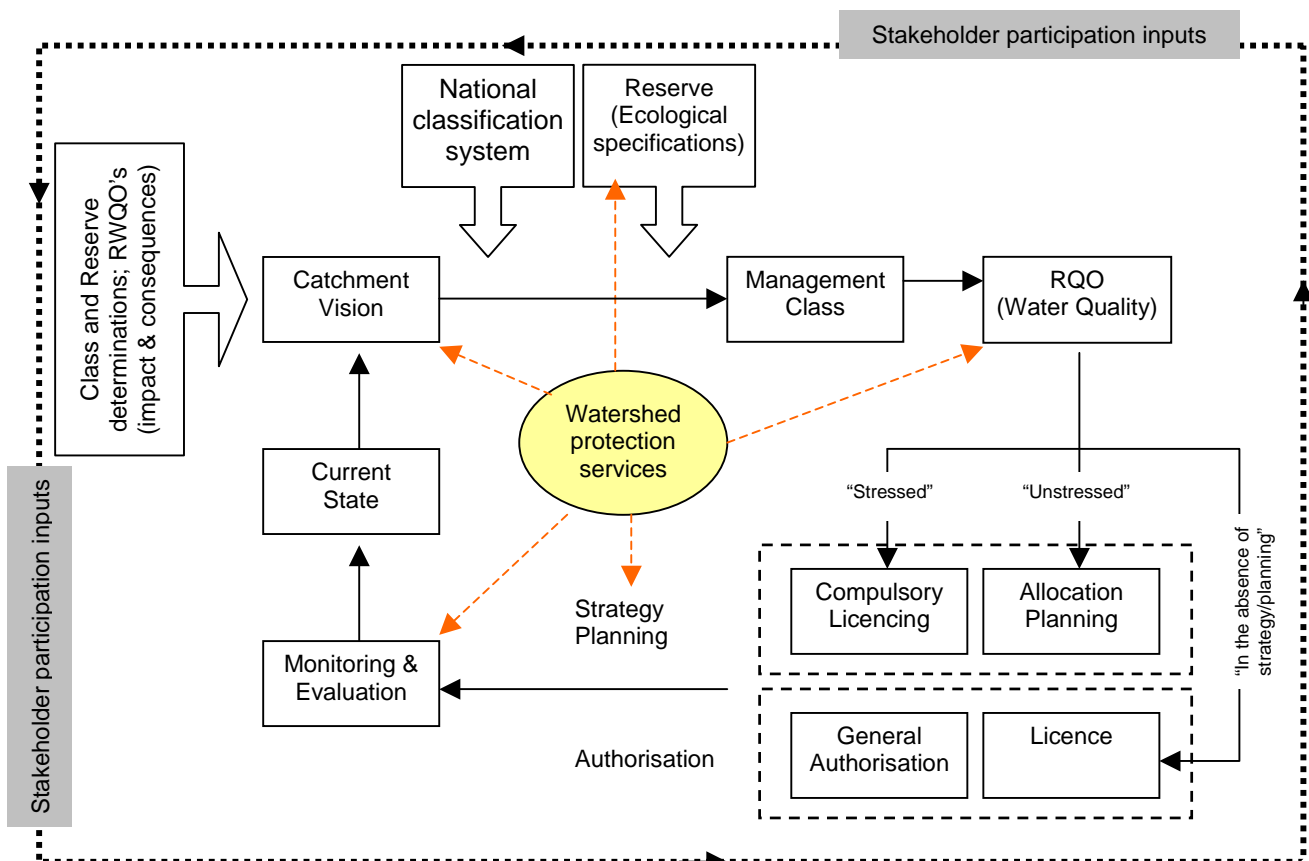 Stakeholder participation inputs
National
classification
system
Reserve
(Ecological
specifications)
Class and Reserve
determinations; RWQO's
(impact & consequences)
Catchment
Vision
Management
Class
RQO
(Water Quality)
Watershed
protection
services
Current
State
"Stressed"
"Unstressed"
"In the absence of
strategy/planning"
Stakeholder participation inputs
Compulsory
Licencing
Allocation
Planning
Strategy
Planning
Monitoring &
Evaluation
General
Authorisation
Licence
Authorisation